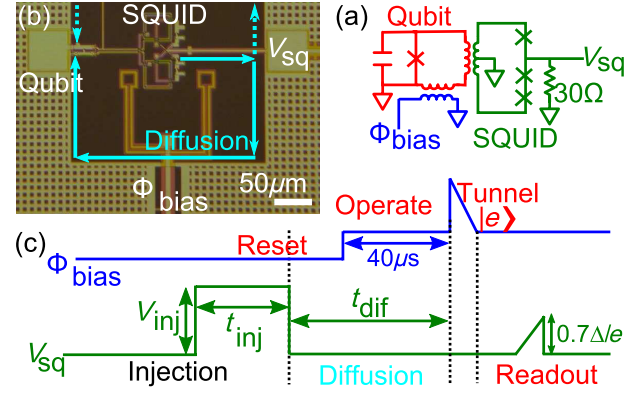 (b)
SQUID
Qubit
V_sq
Diffusion
Φ_bias
50μm
(a)
Qubit
V_sq
30Ω
Φ_bias
SQUID
(c)
Reset
Operate
Tunnel
|e⟩
Φ_bias
40μs
V_inj
t_inj
t_dif
0.7Δ/e
V_sq
Injection
Diffusion
Readout